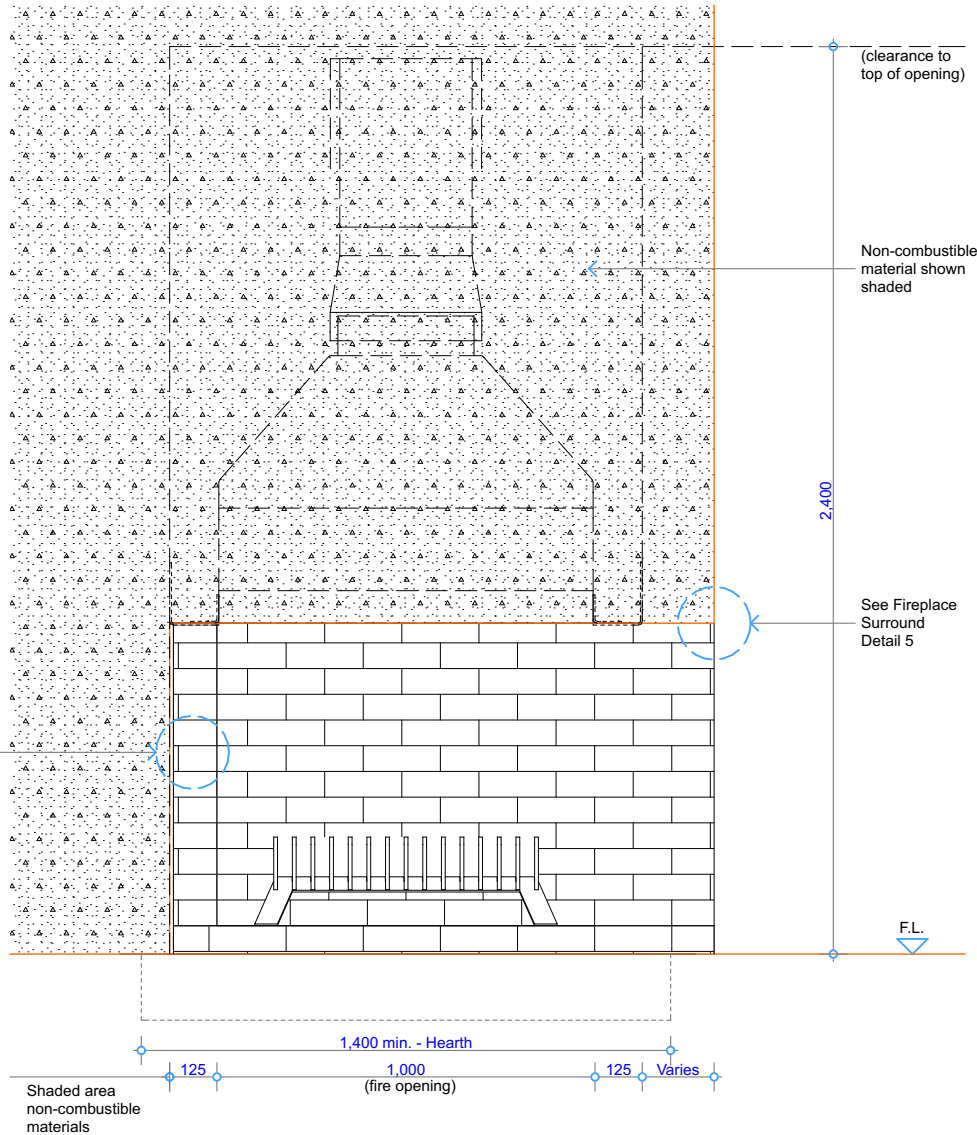 (clearance to
top of opening)
Non-combustible
material shown
shaded
2,400
See Fireplace
Surround
Detail 5
F.L.
1,400 min. - Hearth
125
1,000
(fire opening)
125
Varies
Shaded area
non-combustible
materials